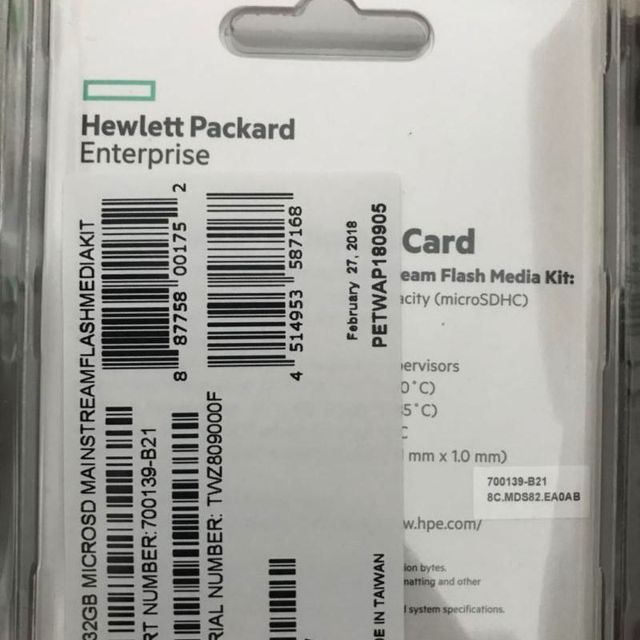 Hewlett Packard
Enterprise
Card
eam Flash Media Kit:
acity (microSDHC)
ervisors
0°C)
5°C)
mm x 1.0 mm)
700139-B21
8C.MDS82.EA0AB
w.hpe.com/
ion bytes.
matting and other
system specifications.
32GB MICROSD MAINSTREAMFLASHMEDIAKIT
8 87758 00175 2
4 514953 587168
February 27, 2018
PETWAP180905
RT NUMBER:700139-B21
RIAL NUMBER: TWZ809000F
E IN TAIWAN